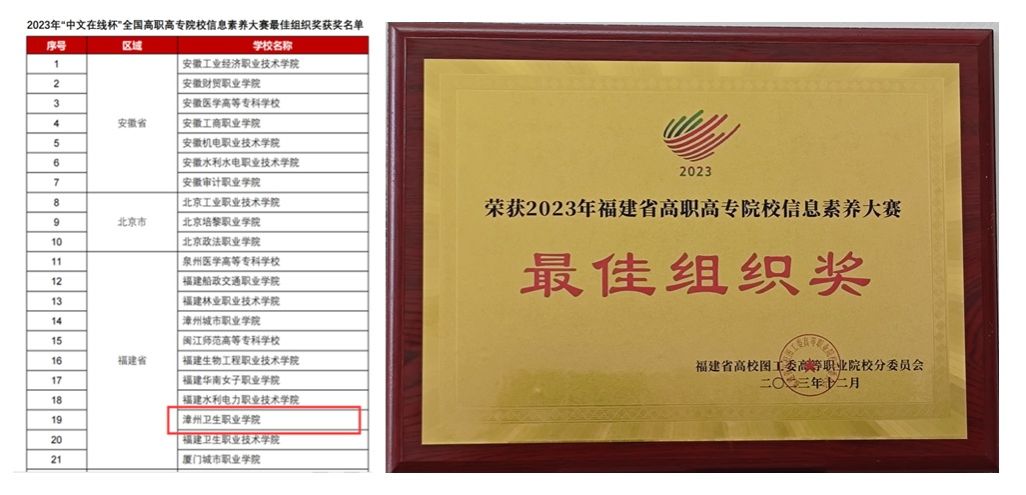 2023年“中文在线杯”全国高职高专院校信息素养大赛最佳组织奖获奖名单
序号 区域 学校名称
1 安徽工业经济职业技术学院
2 安徽财贸职业学院
3 安徽医学高等专科学校
4 安徽省 安徽工商职业学院
5 安徽机电职业技术学院
6 安徽水利水电职业技术学院
7 安徽审计职业学院
8 北京工业职业技术学院
9 北京市 北京培黎职业学院
10 北京政法职业学院
11 泉州医学高等专科学校
12 福建船政交通职业学院
13 福建林业职业技术学院
14 漳州城市职业学院
15 闽江师范高等专科学校
16 福建省 福建生物工程职业技术学院
17 福建华南女子职业学院
18 福建水利电力职业技术学院
19 漳州卫生职业学院
20 福建卫生职业技术学院
21 厦门城市职业学院
2023
荣获2023年福建省高职高专院校信息素养大赛
最佳组织奖
福建省高校图工委高等职业院校分委员会
二〇二三年十二月